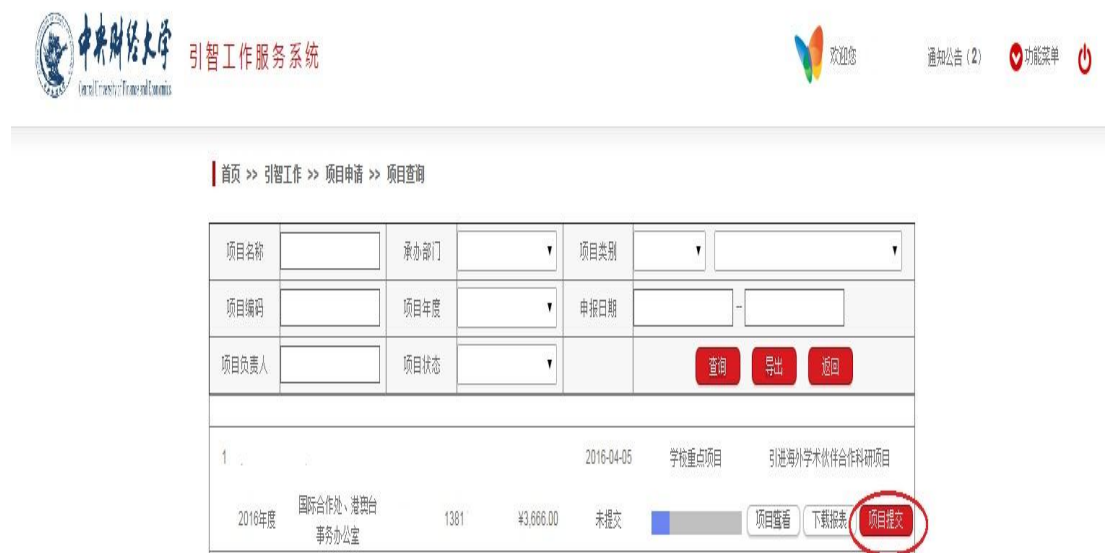 中央财经大学
Central University of Finance and Economics
引智工作服务系统
欢迎您
通知公告（2）
功能菜单
首页 >> 引智工作 >> 项目申请 >> 项目查询
项目名称 承办部门 项目类别
项目编码 项目年度 申报日期 --
项目负责人 项目状态 查询 导出 返回
1 2016-04-05 学校重点项目 引进海外学术伙伴合作科研项目
2016年度 国际合作处、港澳台
事务办公室 1381 ¥3,666.00 未提交 项目查看 下载报表 项目提交